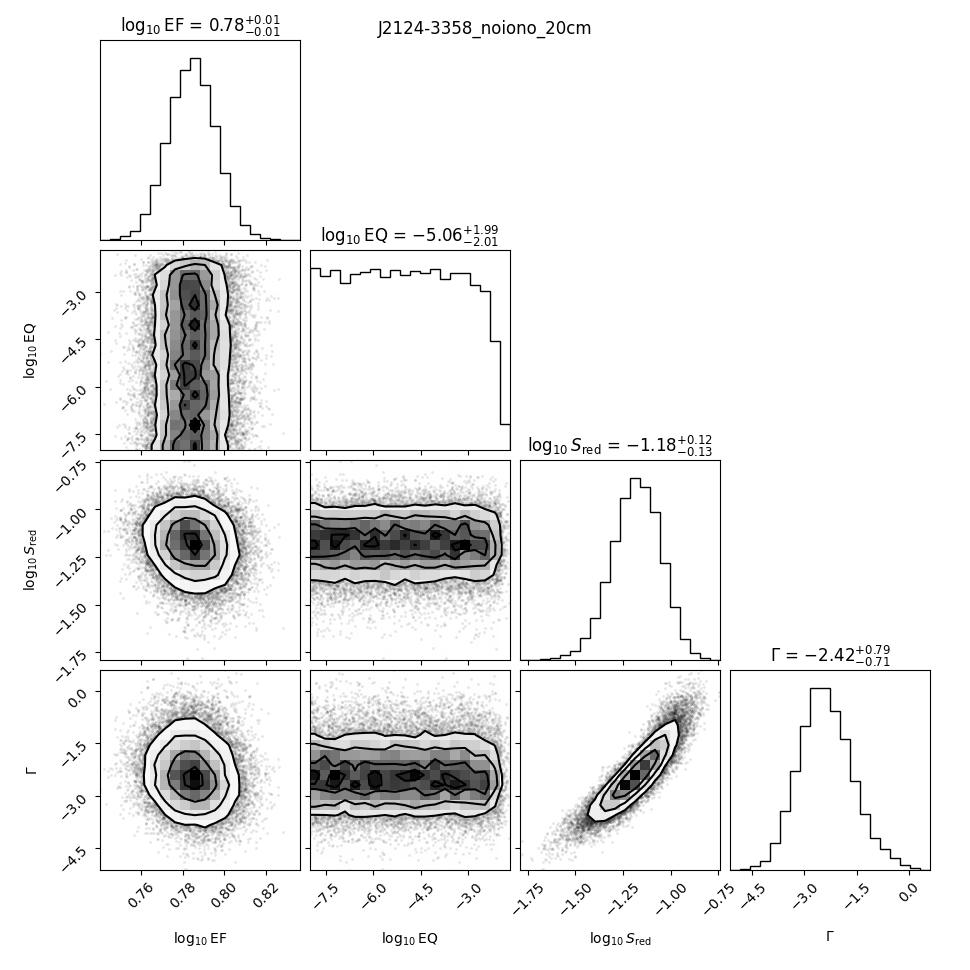 J2124-3358_noiono_20cm
log₁₀ EF = 0.78+0.01−0.01
log₁₀ EQ = −5.06+1.99−2.01
−3.0
−4.5
−6.0
−7.5
log₁₀ EQ
log₁₀ Sred = −1.18+0.12−0.13
−0.75
−1.00
−1.25
−1.50
−1.75
log₁₀ Sred
Γ = −2.42+0.79−0.71
0.0
−1.5
−3.0
−4.5
Γ
0.76 0.78 0.80 0.82
−7.5 −6.0 −4.5 −3.0
−1.75 −1.50 −1.25 −1.00 −0.75
−4.5 −3.0 −1.5 0.0
log₁₀ EF
log₁₀ EQ
log₁₀ Sred
Γ